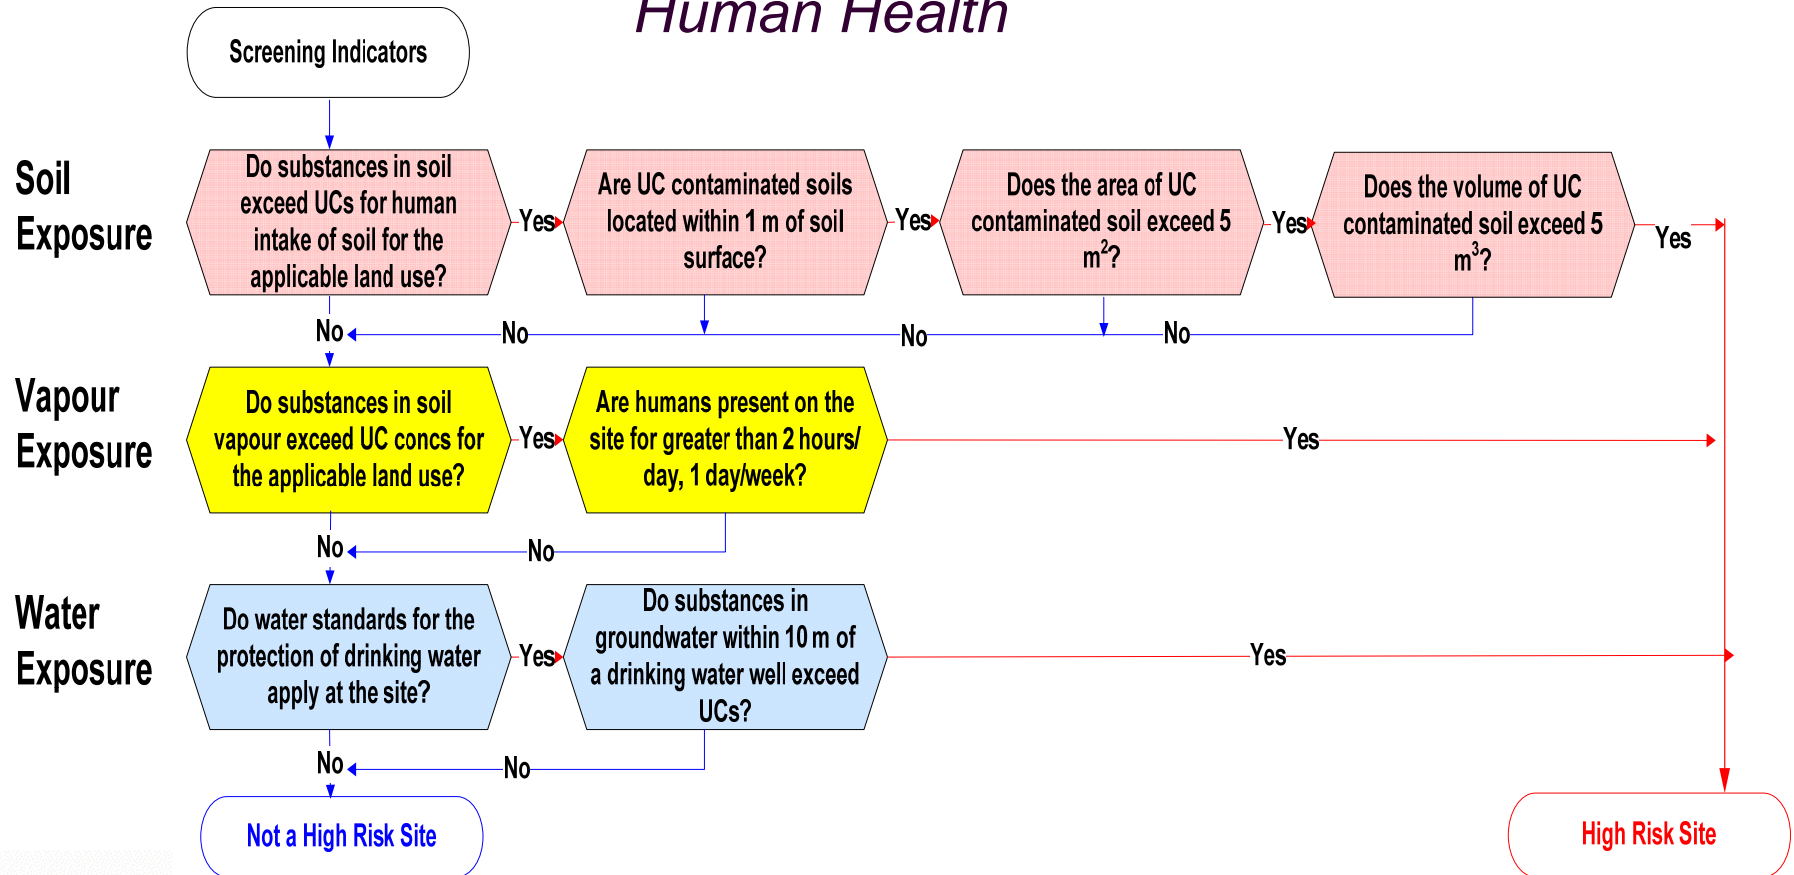 Human Health
Screening Indicators
Soil
Exposure
Do substances in soil
exceed UCs for human
intake of soil for the
applicable land use?
Yes
Are UC contaminated soils
located within 1 m of soil
surface?
Yes
Does the area of UC
contaminated soil exceed 5
m²?
Yes
Does the volume of UC
contaminated soil exceed 5
m³?
Yes
No
No
No
No
Vapour
Exposure
Do substances in soil
vapour exceed UC concs for
the applicable land use?
Yes
Are humans present on the
site for greater than 2 hours/
day, 1 day/week?
Yes
No
No
Water
Exposure
Do water standards for the
protection of drinking water
apply at the site?
Yes
Do substances in
groundwater within 10 m of
a drinking water well exceed
UCs?
Yes
No
No
Not a High Risk Site
High Risk Site